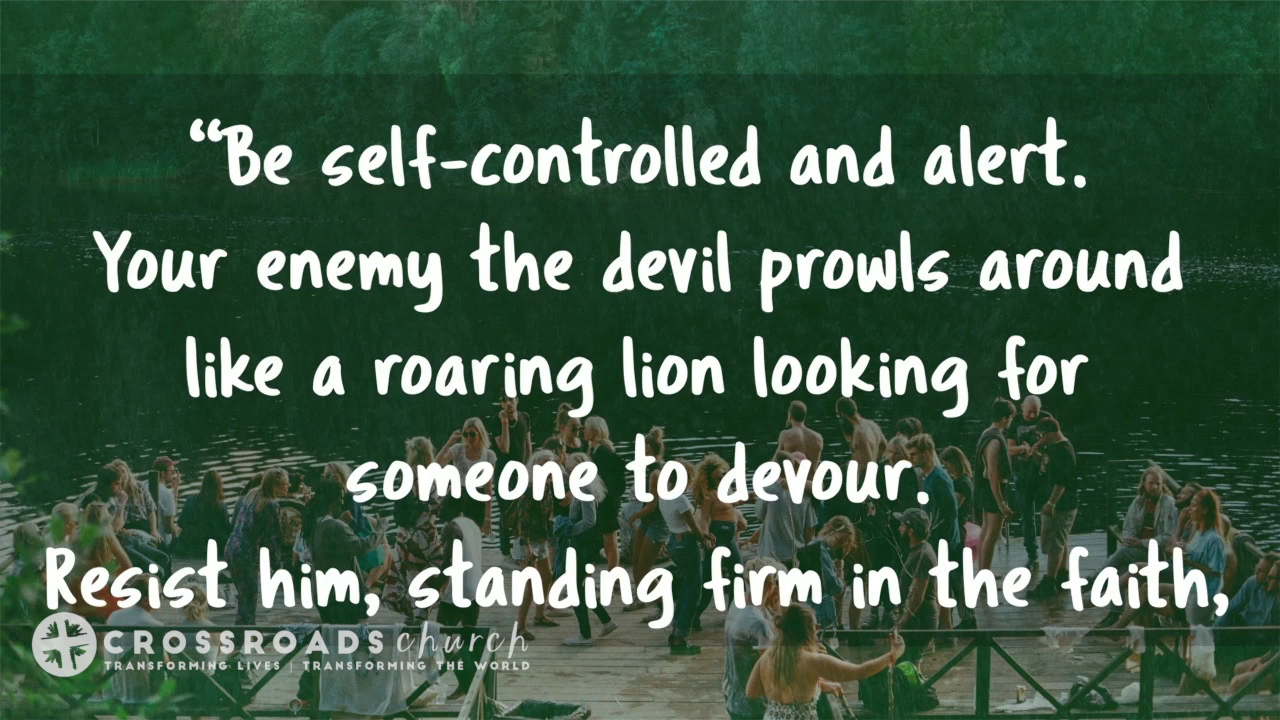 “Be self-controlled and alert.
Your enemy the devil prowls around
like a roaring lion looking for
someone to devour.
Resist him, standing firm in the faith,
CROSSROADS church
TRANSFORMING LIVES | TRANSFORMING THE WORLD